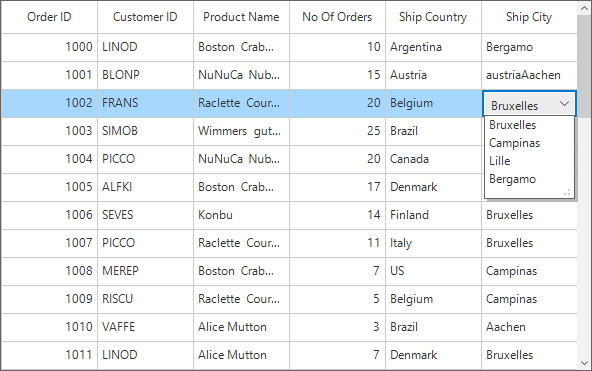 Order ID Customer ID Product Name No Of Orders Ship Country Ship City
1000 LINOD Boston Crab... 10 Argentina Bergamo
1001 BLONP NuNuCa Nub... 15 Austria austriaAachen
1002 FRANS Raclette Cour... 20 Belgium Bruxelles
1003 SIMOB Wimmers gut... 25 Brazil Bruxelles
1004 PICCO NuNuCa Nub... 20 Canada Campinas
Lille
1005 ALFKI Boston Crab... 17 Denmark Bergamo
1006 SEVES Konbu 14 Finland Bruxelles
1007 PICCO Raclette Cour... 11 Italy Bruxelles
1008 MEREP Boston Crab... 7 US Campinas
1009 RISCU Raclette Cour... 5 Belgium Campinas
1010 VAFFE Alice Mutton 3 Brazil Aachen
1011 LINOD Alice Mutton 7 Denmark Bruxelles